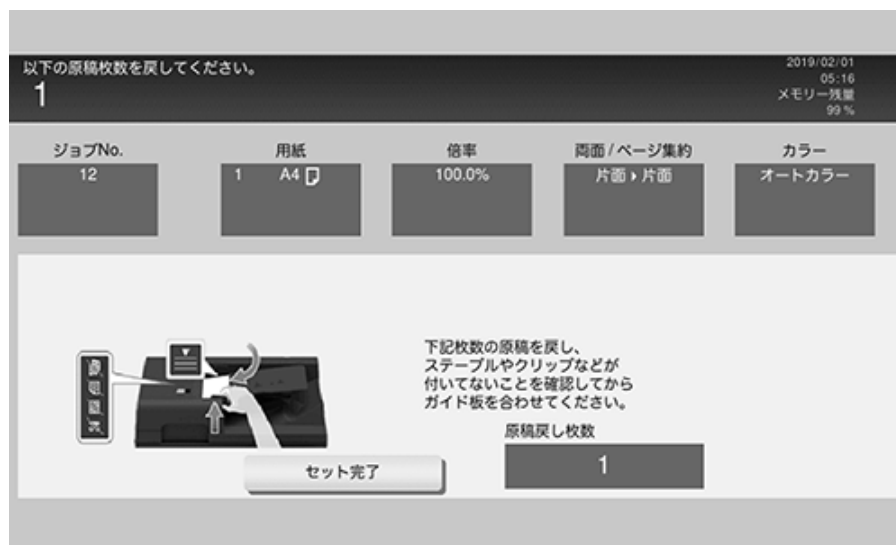 以下の原稿枚数を戻してください。
1
2019/02/01
05:16
メモリー残量
99 %
ジョブNo.
用紙
倍率
両面 / ページ集約
カラー
12
1 A4
100.0%
片面 ▸ 片面
オートカラー
下記枚数の原稿を戻し、
ステープルやクリップなどが
付いてないことを確認してから
ガイド板を合わせてください。
原稿戻し枚数
1
セット完了